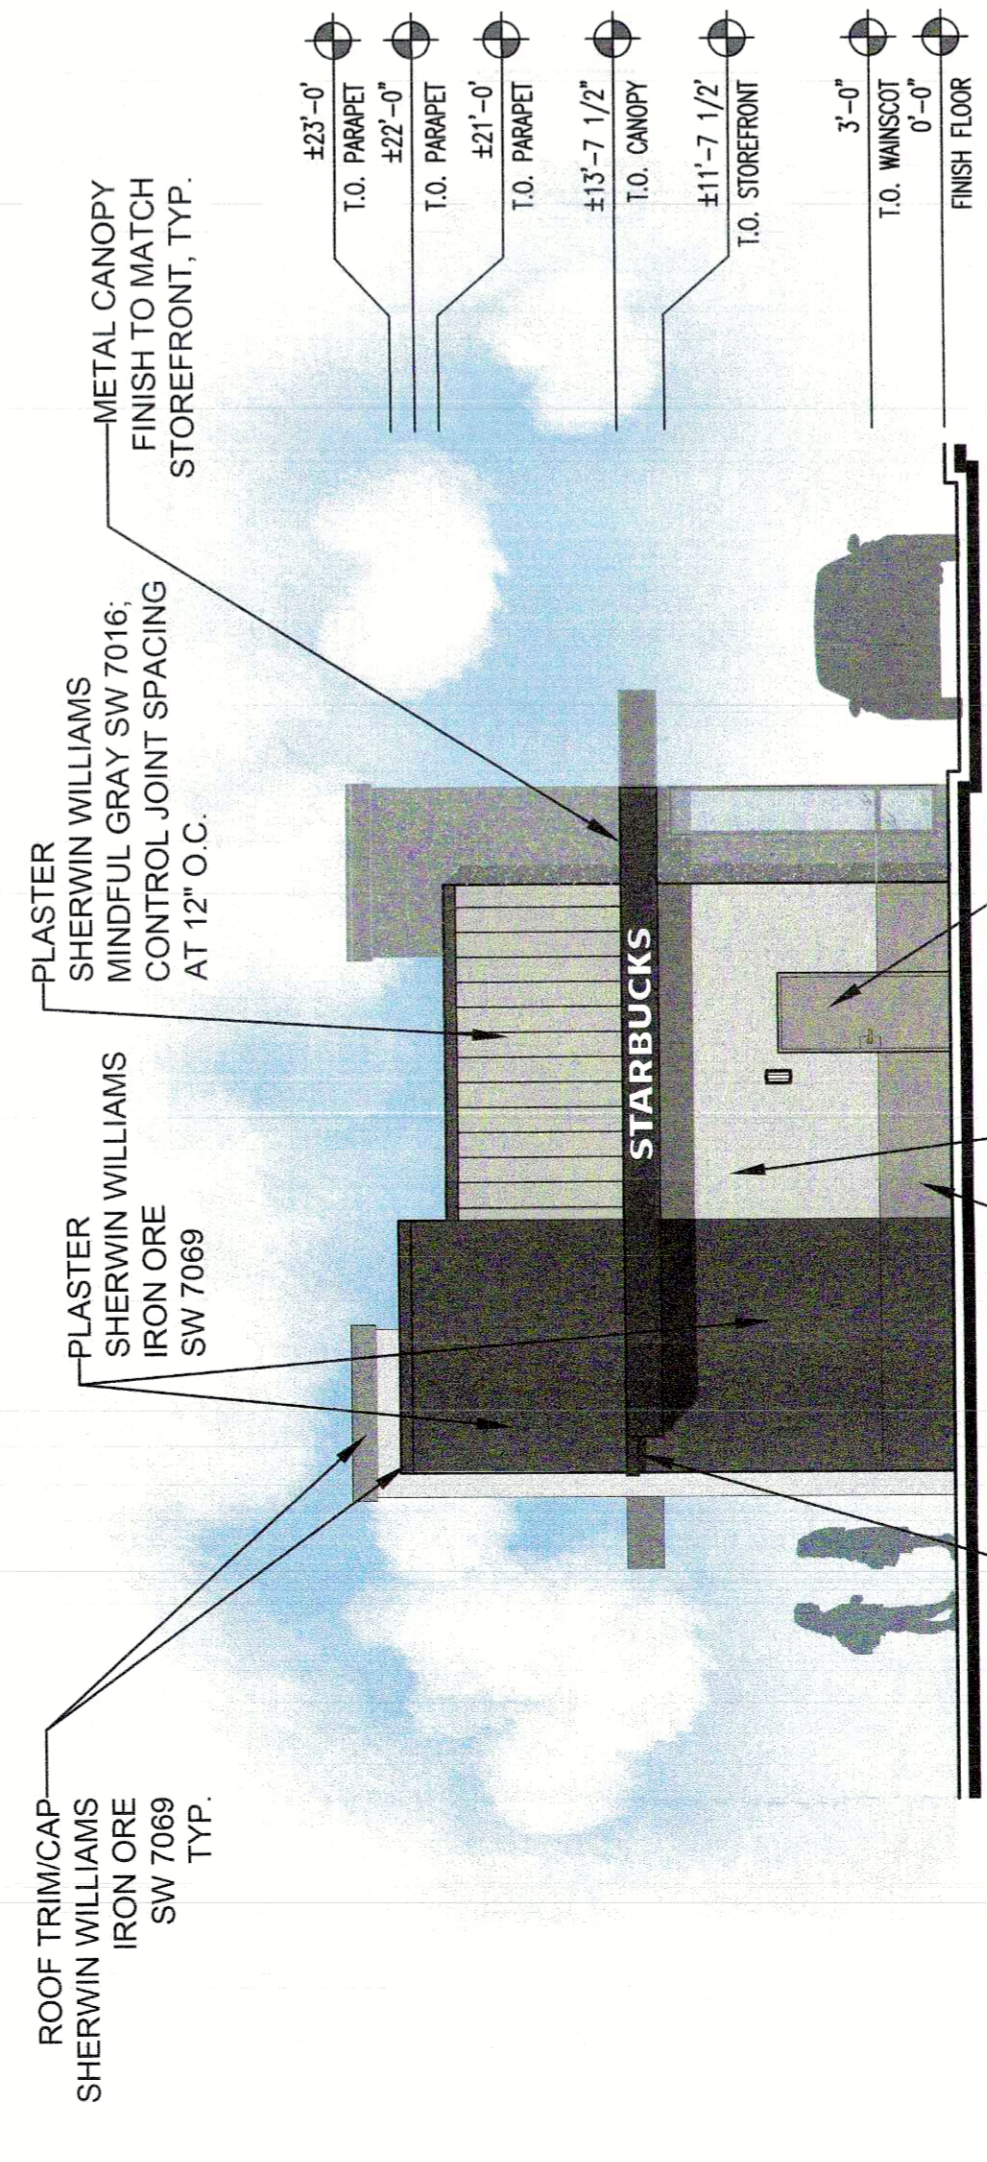 ROOF TRIM/CAP
SHERWIN WILLIAMS
IRON ORE
SW 7069
TYP.
PLASTER
SHERWIN WILLIAMS
IRON ORE
SW 7069
PLASTER
SHERWIN WILLIAMS
MINDFUL GRAY SW 7016;
CONTROL JOINT SPACING
AT 12" O.C.
METAL CANOPY
FINISH TO MATCH
STOREFRONT, TYP.
±23'-0'
T.O. PARAPET
±22'-0"
T.O. PARAPET
±21'-0'
T.O. PARAPET
±13'-7 1/2"
T.O. CANOPY
±11'-7 1/2'
T.O. STOREFRONT
3'-0"
T.O. WAINSCOT
0'-0"
FINISH FLOOR
STARBUCKS